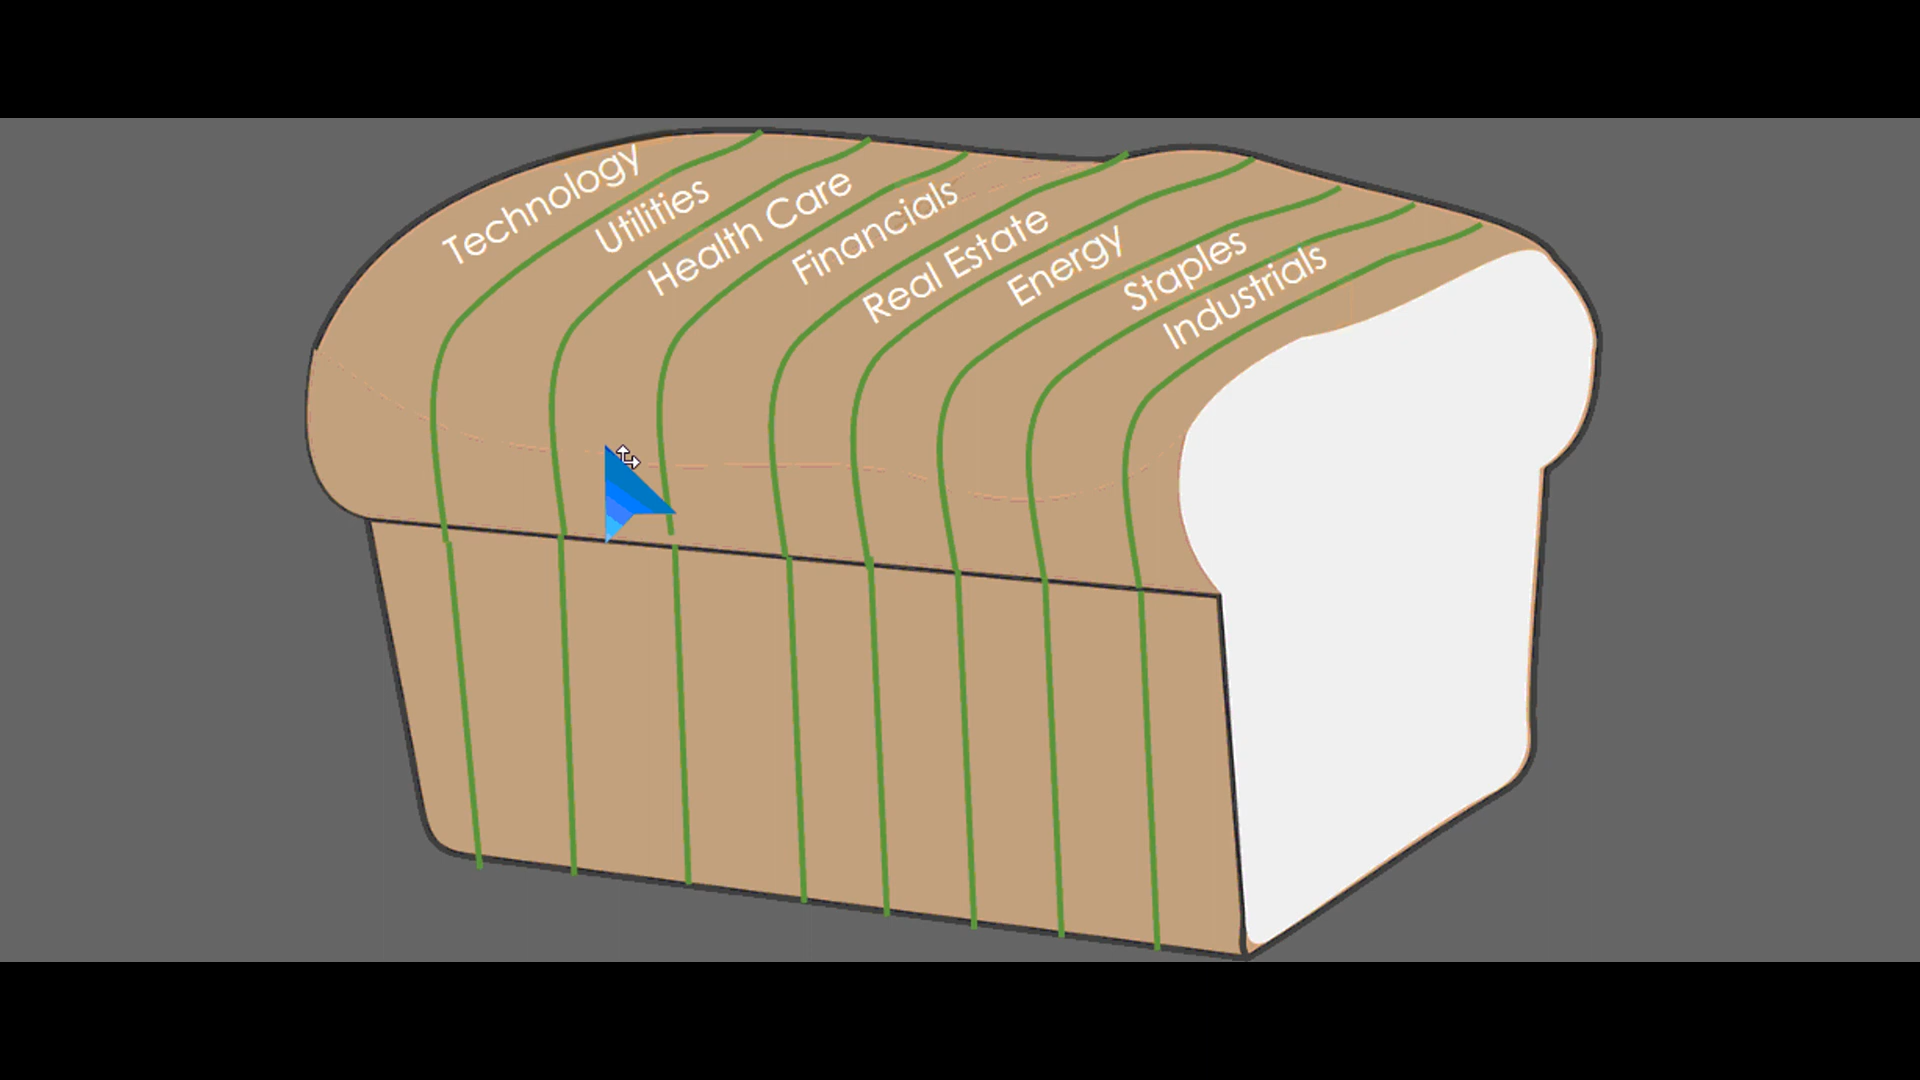 Technology
Utilities
Health Care
Financials
Real Estate
Energy
Staples
Industrials